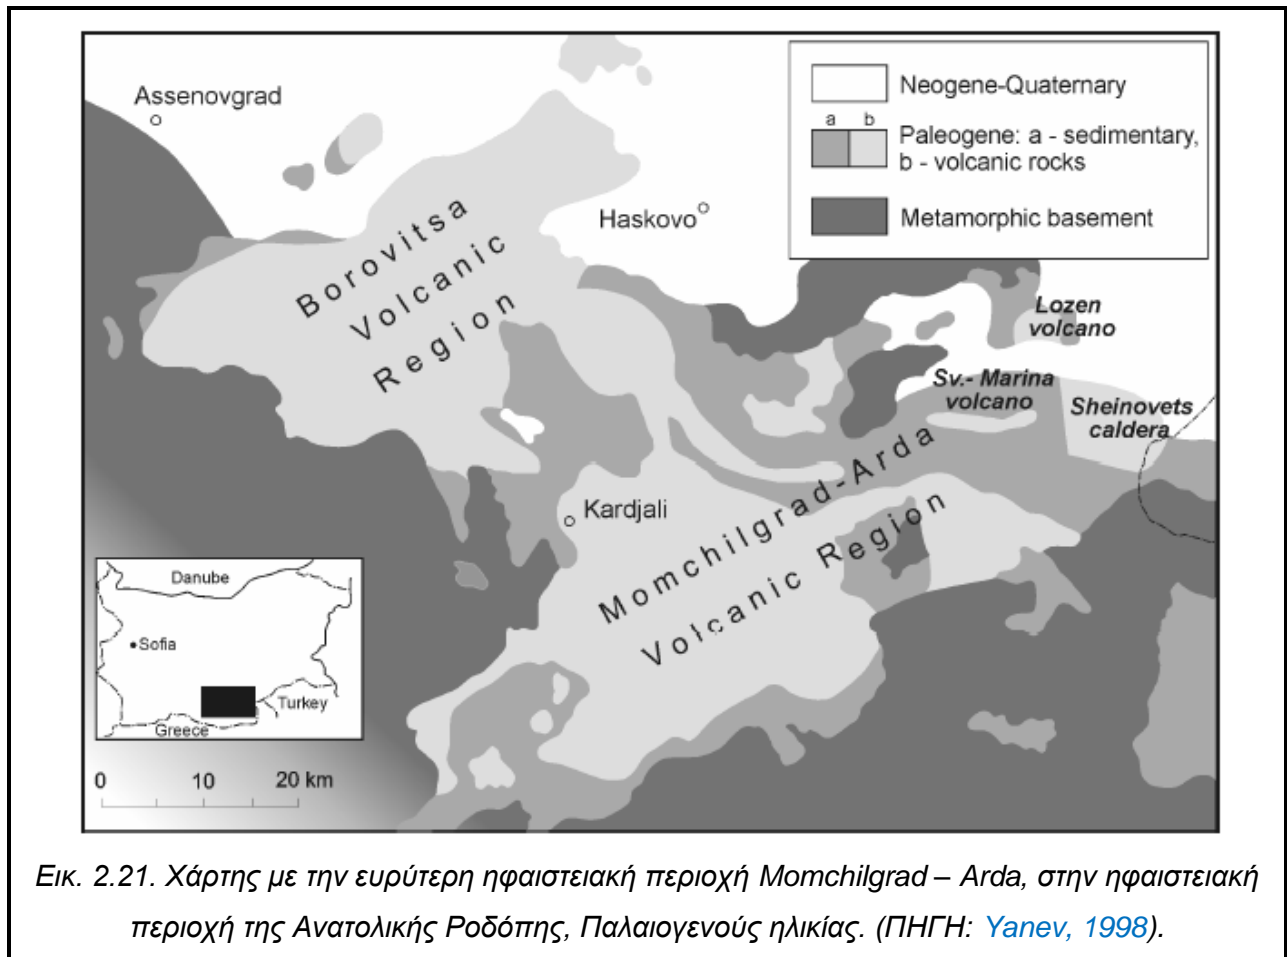 Assenovgrad
Neogene-Quaternary
a b
Paleogene: a - sedimentary,
b - volcanic rocks
Metamorphic basement
Haskovo
Borovitsa
Volcanic
Region
Lozen
volcano
Sv.- Marina
volcano
Sheinovets
caldera
Kardjali
Momchilgrad-Arda
Volcanic Region
Danube
Sofia
Turkey
Greece
0 10 20 km
Εικ. 2.21. Χάρτης με την ευρύτερη ηφαιστειακή περιοχή Momchilgrad – Arda, στην ηφαιστειακή
περιοχή της Ανατολικής Ροδόπης, Παλαιογενούς ηλικίας. (ΠΗΓΗ: Yanev, 1998).